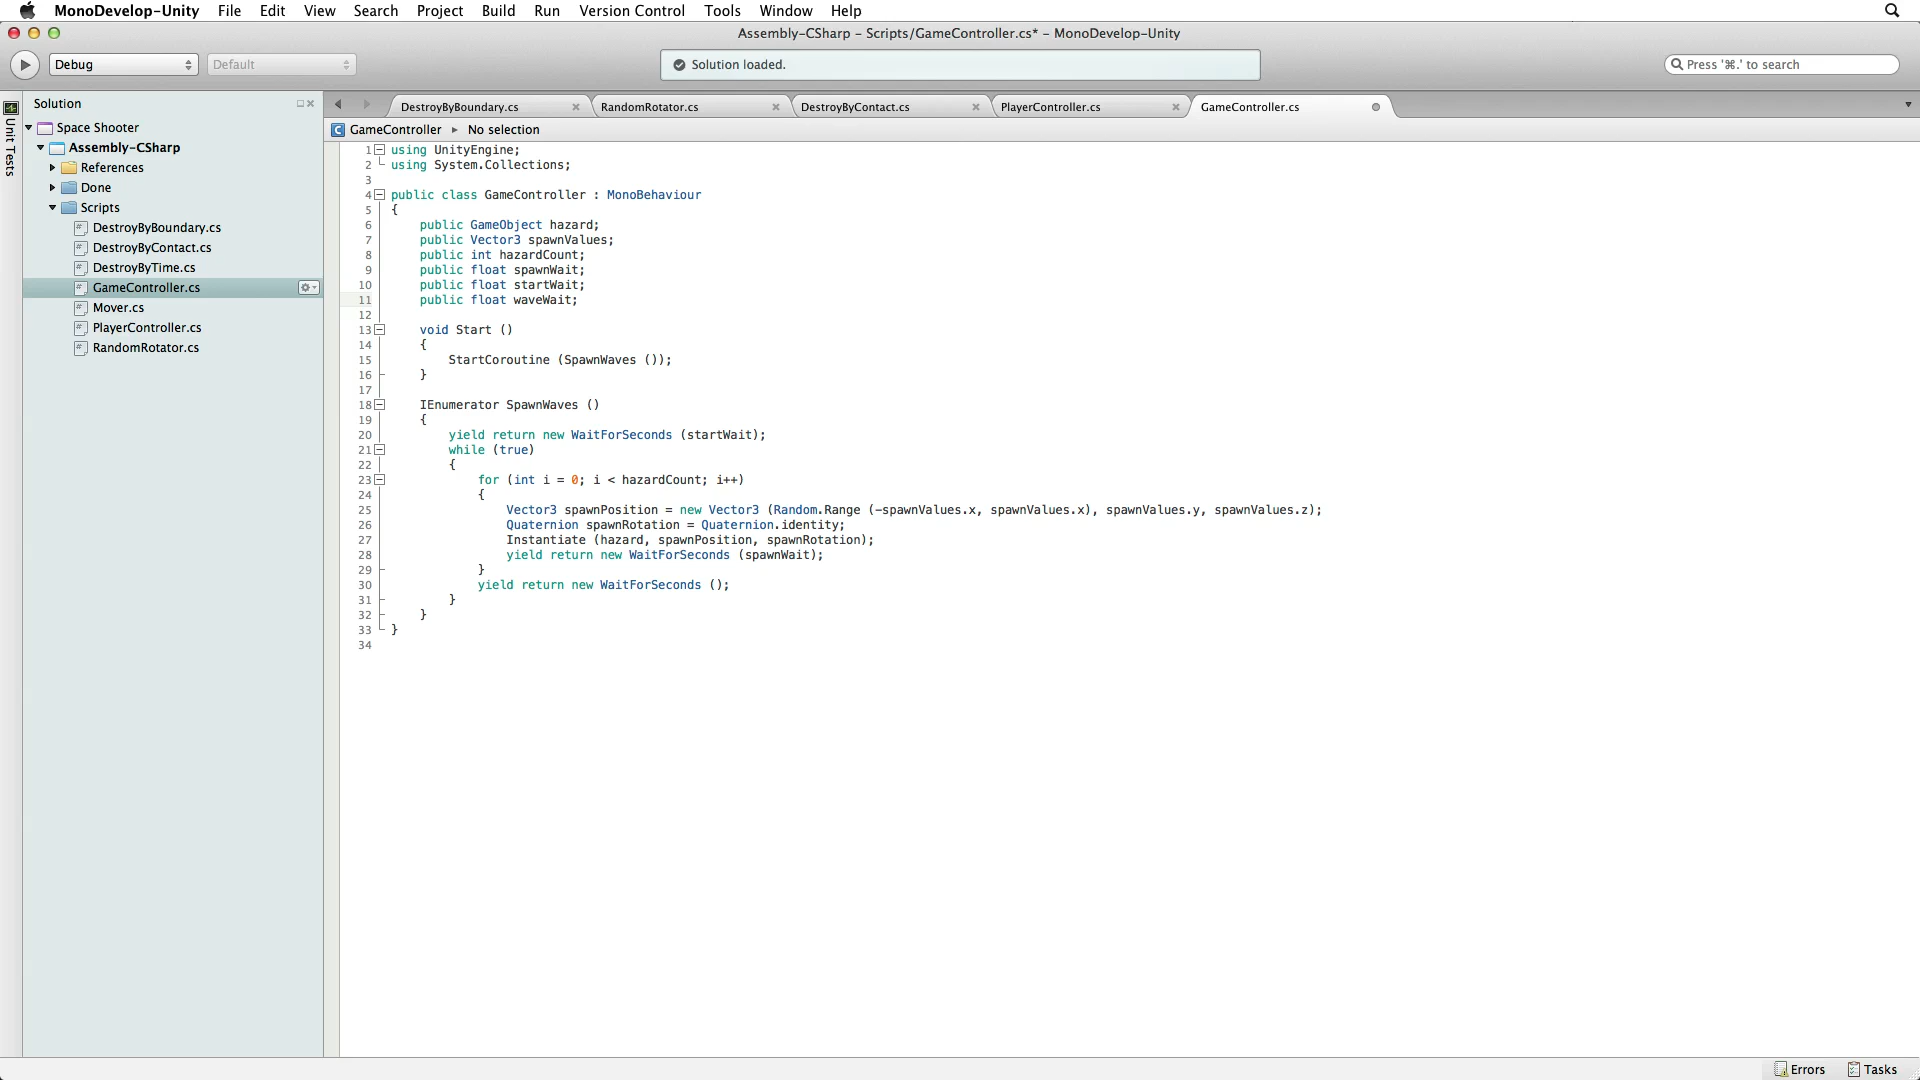 MonoDevelop-Unity File Edit View Search Project Build Run Version Control Tools Window Help
Assembly-CSharp – Scripts/GameController.cs* – MonoDevelop-Unity
Debug Default Solution loaded. Press '⌘.' to search
Unit Tests
Solution
Space Shooter
Assembly-CSharp
References
Done
Scripts
DestroyByBoundary.cs
DestroyByContact.cs
DestroyByTime.cs
GameController.cs
Mover.cs
PlayerController.cs
RandomRotator.cs
DestroyByBoundary.cs RandomRotator.cs DestroyByContact.cs PlayerController.cs GameController.cs
GameController ▸ No selection
1 using UnityEngine;
2 using System.Collections;
3
4 public class GameController : MonoBehaviour
5 {
6 public GameObject hazard;
7 public Vector3 spawnValues;
8 public int hazardCount;
9 public float spawnWait;
10 public float startWait;
11 public float waveWait;
12
13 void Start ()
14 {
15 StartCoroutine (SpawnWaves ());
16 }
17
18 IEnumerator SpawnWaves ()
19 {
20 yield return new WaitForSeconds (startWait);
21 while (true)
22 {
23 for (int i = 0; i < hazardCount; i++)
24 {
25 Vector3 spawnPosition = new Vector3 (Random.Range (-spawnValues.x, spawnValues.x), spawnValues.y, spawnValues.z);
26 Quaternion spawnRotation = Quaternion.identity;
27 Instantiate (hazard, spawnPosition, spawnRotation);
28 yield return new WaitForSeconds (spawnWait);
29 }
30 yield return new WaitForSeconds ();
31 }
32 }
33 }
34
Errors Tasks